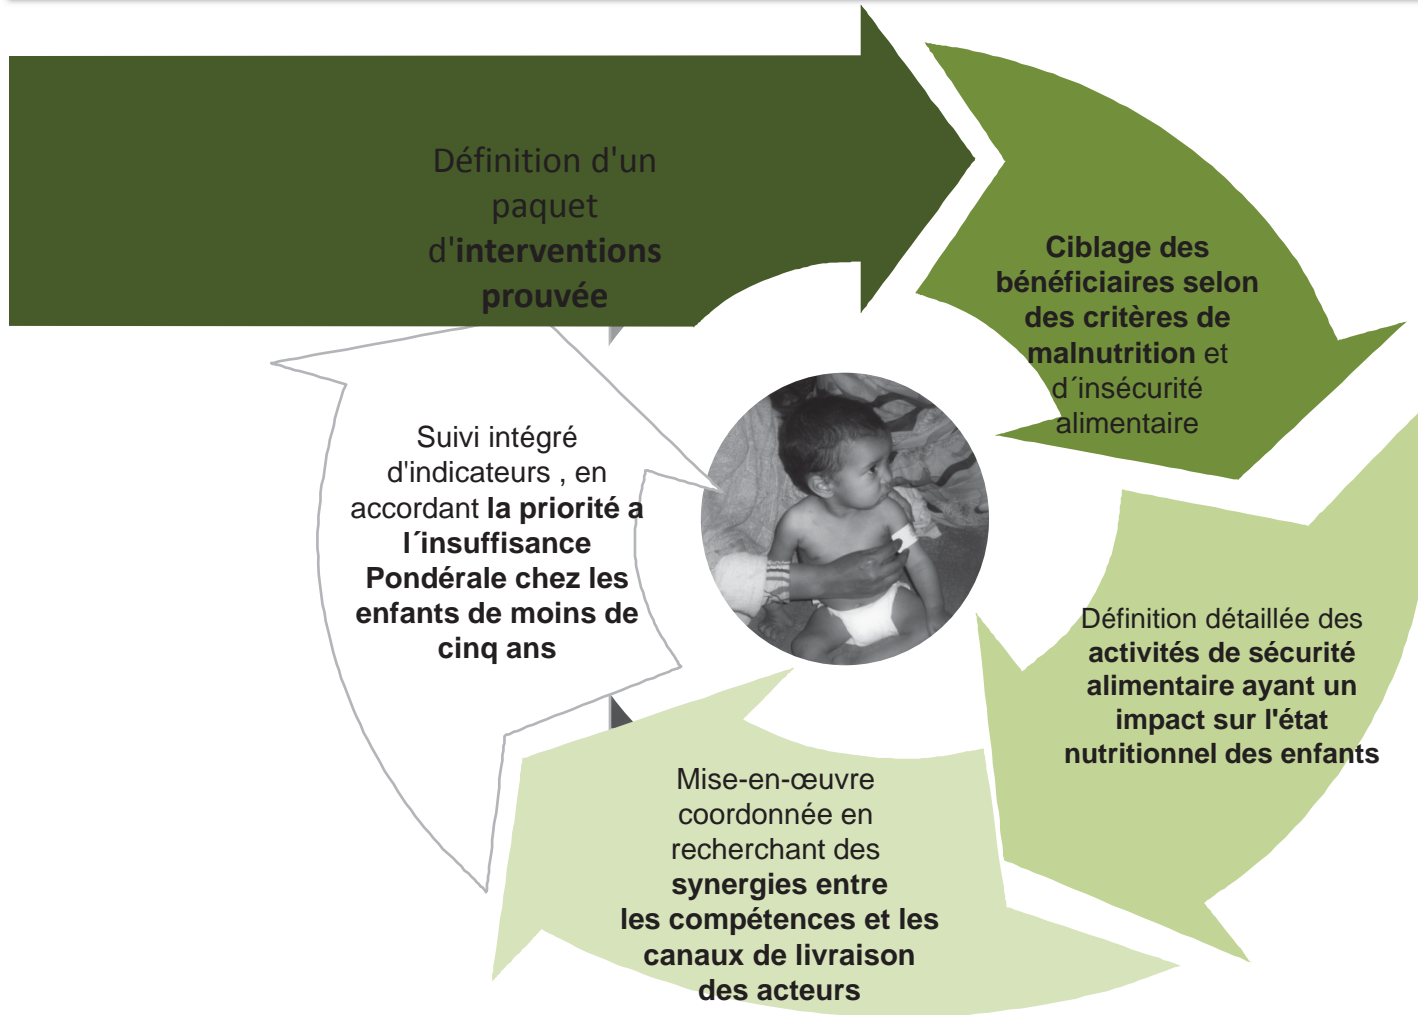 Définition d'un
paquet
d'interventions
prouvée
Ciblage des
bénéficiaires selon
des critères de
malnutrition et
d´insécurité
alimentaire
Définition détaillée des
activités de sécurité
alimentaire ayant un
impact sur l'état
nutritionnel des enfants
Mise-en-œuvre
coordonnée en
recherchant des
synergies entre
les compétences et les
canaux de livraison
des acteurs
Suivi intégré
d'indicateurs , en
accordant la priorité a
l´insuffisance
Pondérale chez les
enfants de moins de
cinq ans